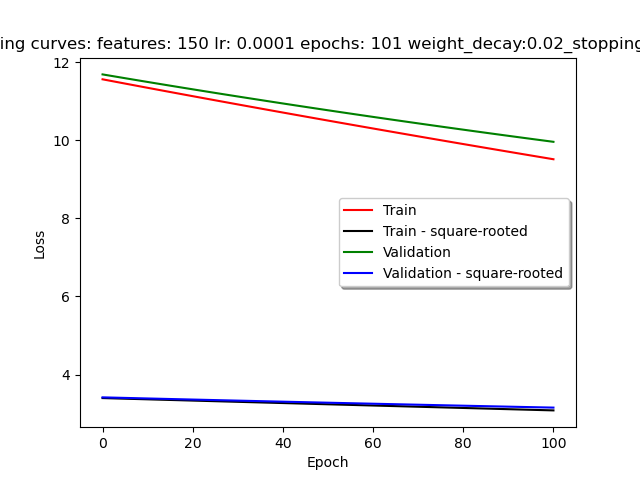 ing curves: features: 150 lr: 0.0001 epochs: 101 weight_decay:0.02_stopping
12
10
8
6
4
Loss
Train
Train - square-rooted
Validation
Validation - square-rooted
0 20 40 60 80 100
Epoch